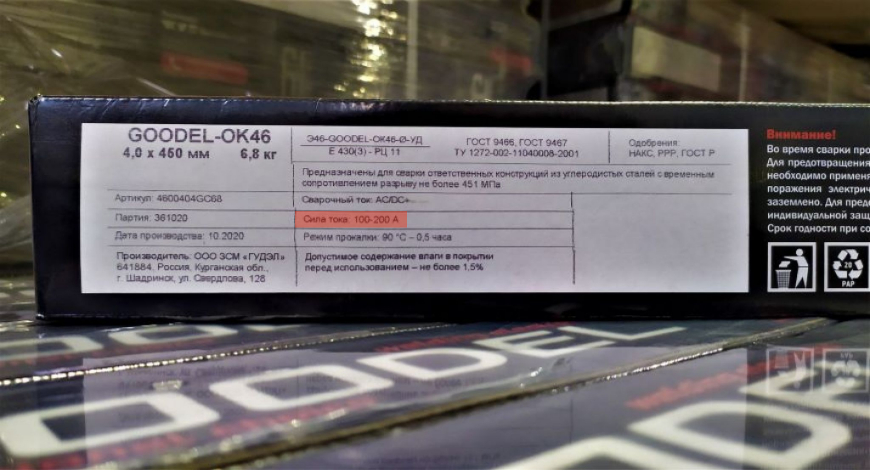 GOODEL-OK46
4,0 x 450 мм 6,8 кг
Э46-GOODEL-OK46-Ø-УД
Е 430(3) - РЦ 11
ГОСТ 9466, ГОСТ 9467
ТУ 1272-002-11040008-2001
Одобрения:
НАКС, РРР, ГОСТ Р
Предназначены для сварки ответственных конструкций из углеродистых сталей с временным
сопротивлением разрыву не более 451 МПа
Артикул: 4600404GC68
Сварочный ток: AC/DC+
Партия: 361020
Сила тока: 100-200 А
Дата производства: 10.2020
Режим прокалки: 90 °C – 0,5 часа
Производитель: ООО ЗСМ «ГУДЭЛ»
641884, Россия, Курганская обл.,
г. Шадринск, ул. Свердлова, 128
Допустимое содержание влаги в покрытии
перед использованием – не более 1,5%
Внимание!
Во время сварки
Для предотвращения
необходимо
поражения
заземлено. Для
индивидуальной
Срок годности при
20
PAP
GOODEL